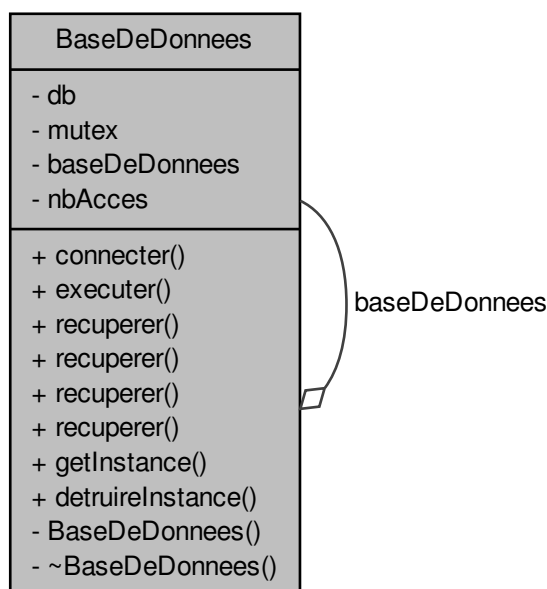 BaseDeDonnees
- db
- mutex
- baseDeDonnees
- nbAcces
+ connecter()
+ executer()
+ recuperer()
+ recuperer()
+ recuperer()
+ recuperer()
+ getInstance()
+ detruireInstance()
- BaseDeDonnees()
- ~BaseDeDonnees()
baseDeDonnees